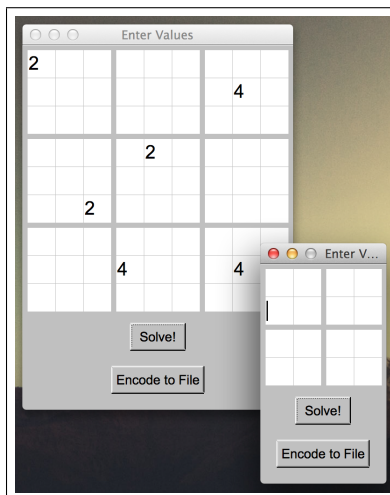 Enter Values
2
4
2
2
4 4
Enter V...
Solve!
Encode to File
Solve!
Encode to File